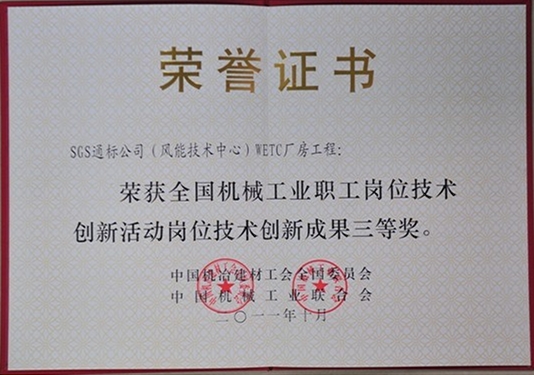 荣誉证书
SGS通标公司（风能技术中心）WETC厂房工程：
荣获全国机械工业职工岗位技术
创新活动岗位技术创新成果三等奖。
中国机冶建材工会全国委员会
中国机械工业联合会
二〇一一年十月